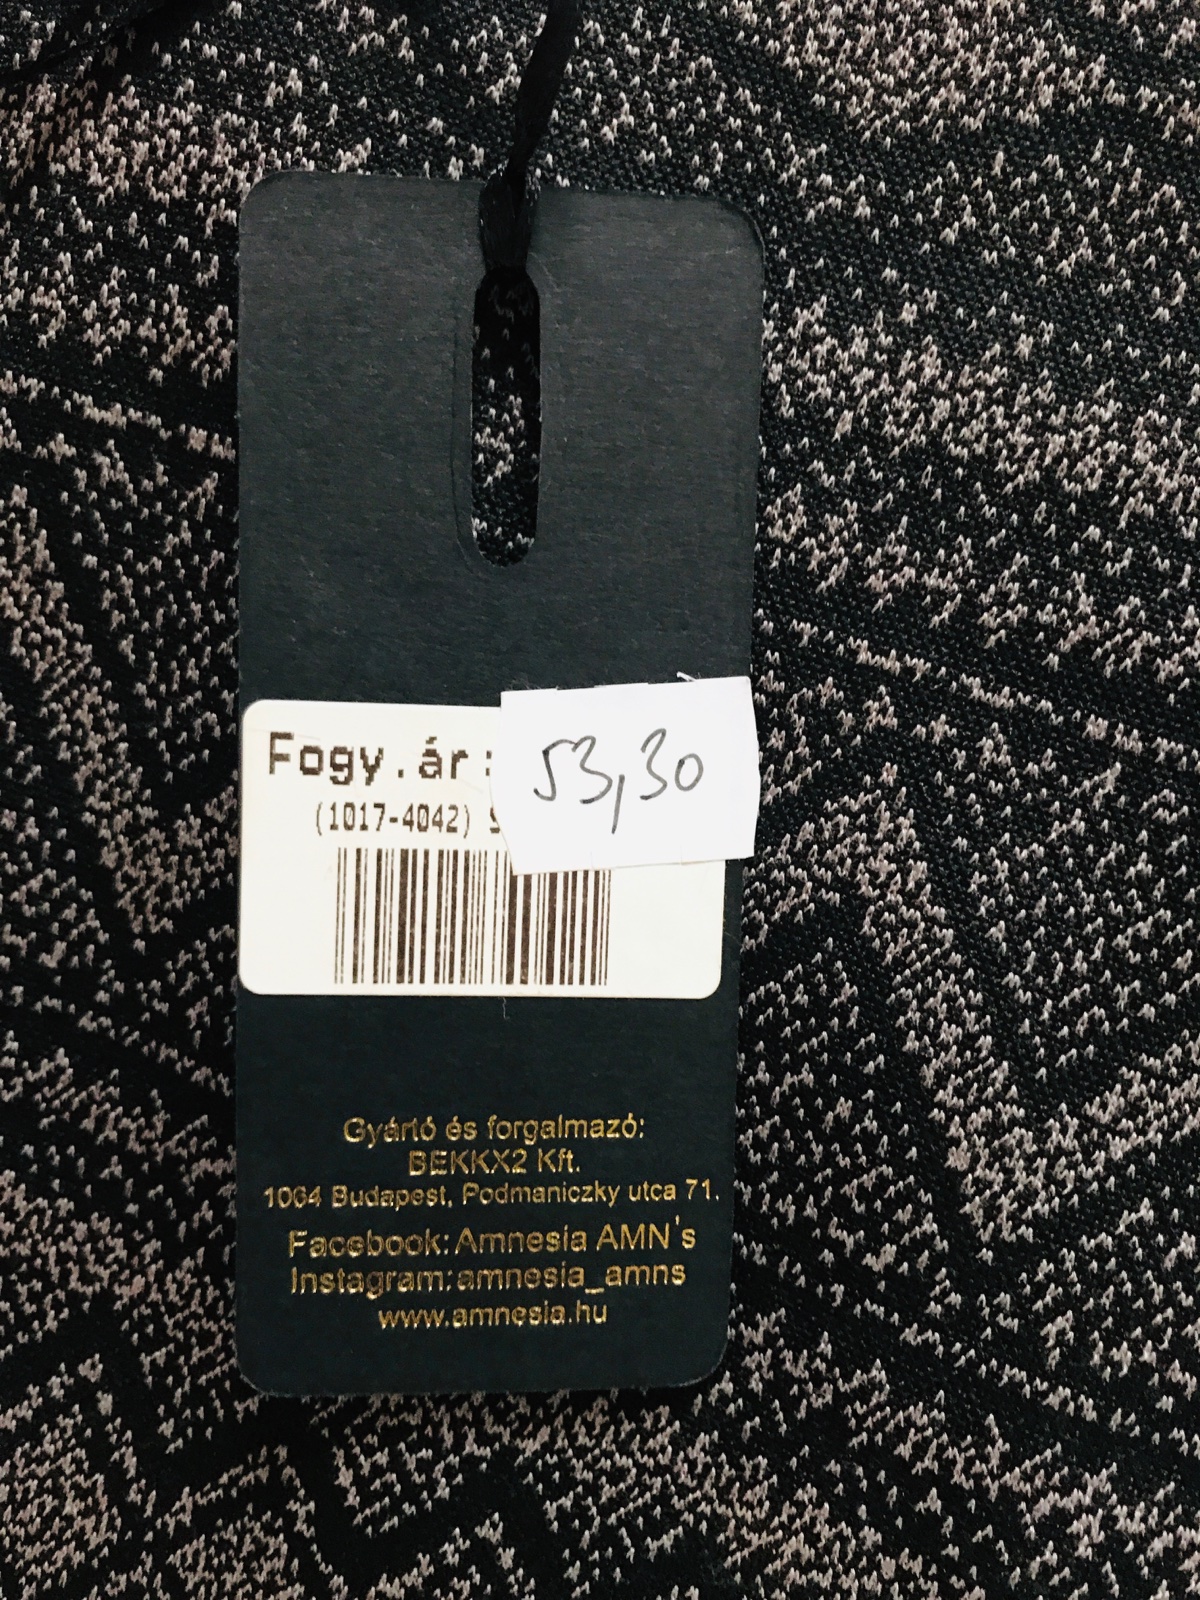 Fogy.ár:
53,30
(1017-4042)
Gyártó és forgalmazó:
BEKKX2 Kft.
1064 Budapest, Podmaniczky utca 71.
Facebook: Amnesia AMN's
Instagram: amnesia_amns
www.amnesia.hu